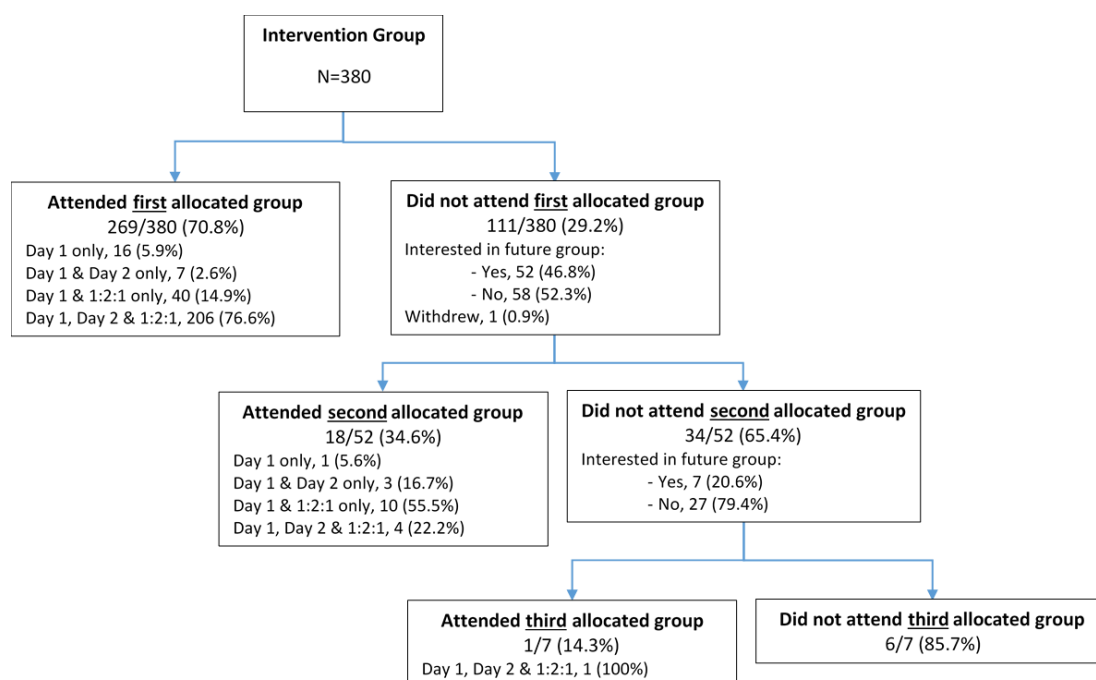 Intervention Group
N=380
Attended first allocated group
269/380 (70.8%)
Day 1 only, 16 (5.9%)
Day 1 & Day 2 only, 7 (2.6%)
Day 1 & 1:2:1 only, 40 (14.9%)
Day 1, Day 2 & 1:2:1, 206 (76.6%)
Did not attend first allocated group
111/380 (29.2%)
Interested in future group:
- Yes, 52 (46.8%)
- No, 58 (52.3%)
Withdrew, 1 (0.9%)
Attended second allocated group
18/52 (34.6%)
Day 1 only, 1 (5.6%)
Day 1 & Day 2 only, 3 (16.7%)
Day 1 & 1:2:1 only, 10 (55.5%)
Day 1, Day 2 & 1:2:1, 4 (22.2%)
Did not attend second allocated group
34/52 (65.4%)
Interested in future group:
- Yes, 7 (20.6%)
- No, 27 (79.4%)
Attended third allocated group
1/7 (14.3%)
Day 1, Day 2 & 1:2:1, 1 (100%)
Did not attend third allocated group
6/7 (85.7%)